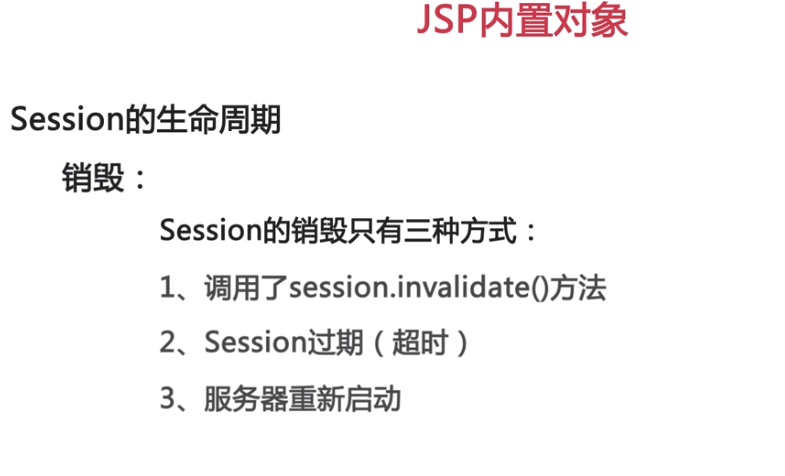 JSP内置对象
Session的生命周期
销毁：
Session的销毁只有三种方式：
1、调用了session.invalidate()方法
2、Session过期（超时）
3、服务器重新启动